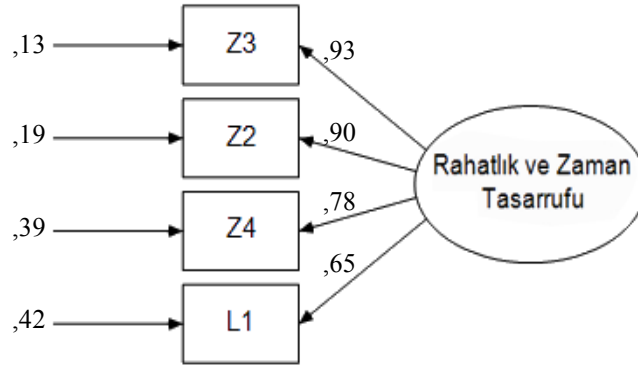 ,13 Z3 ,93
,19 Z2 ,90
Rahatlık ve Zaman
Tasarrufu
,39 Z4 ,78
,42 L1 ,65